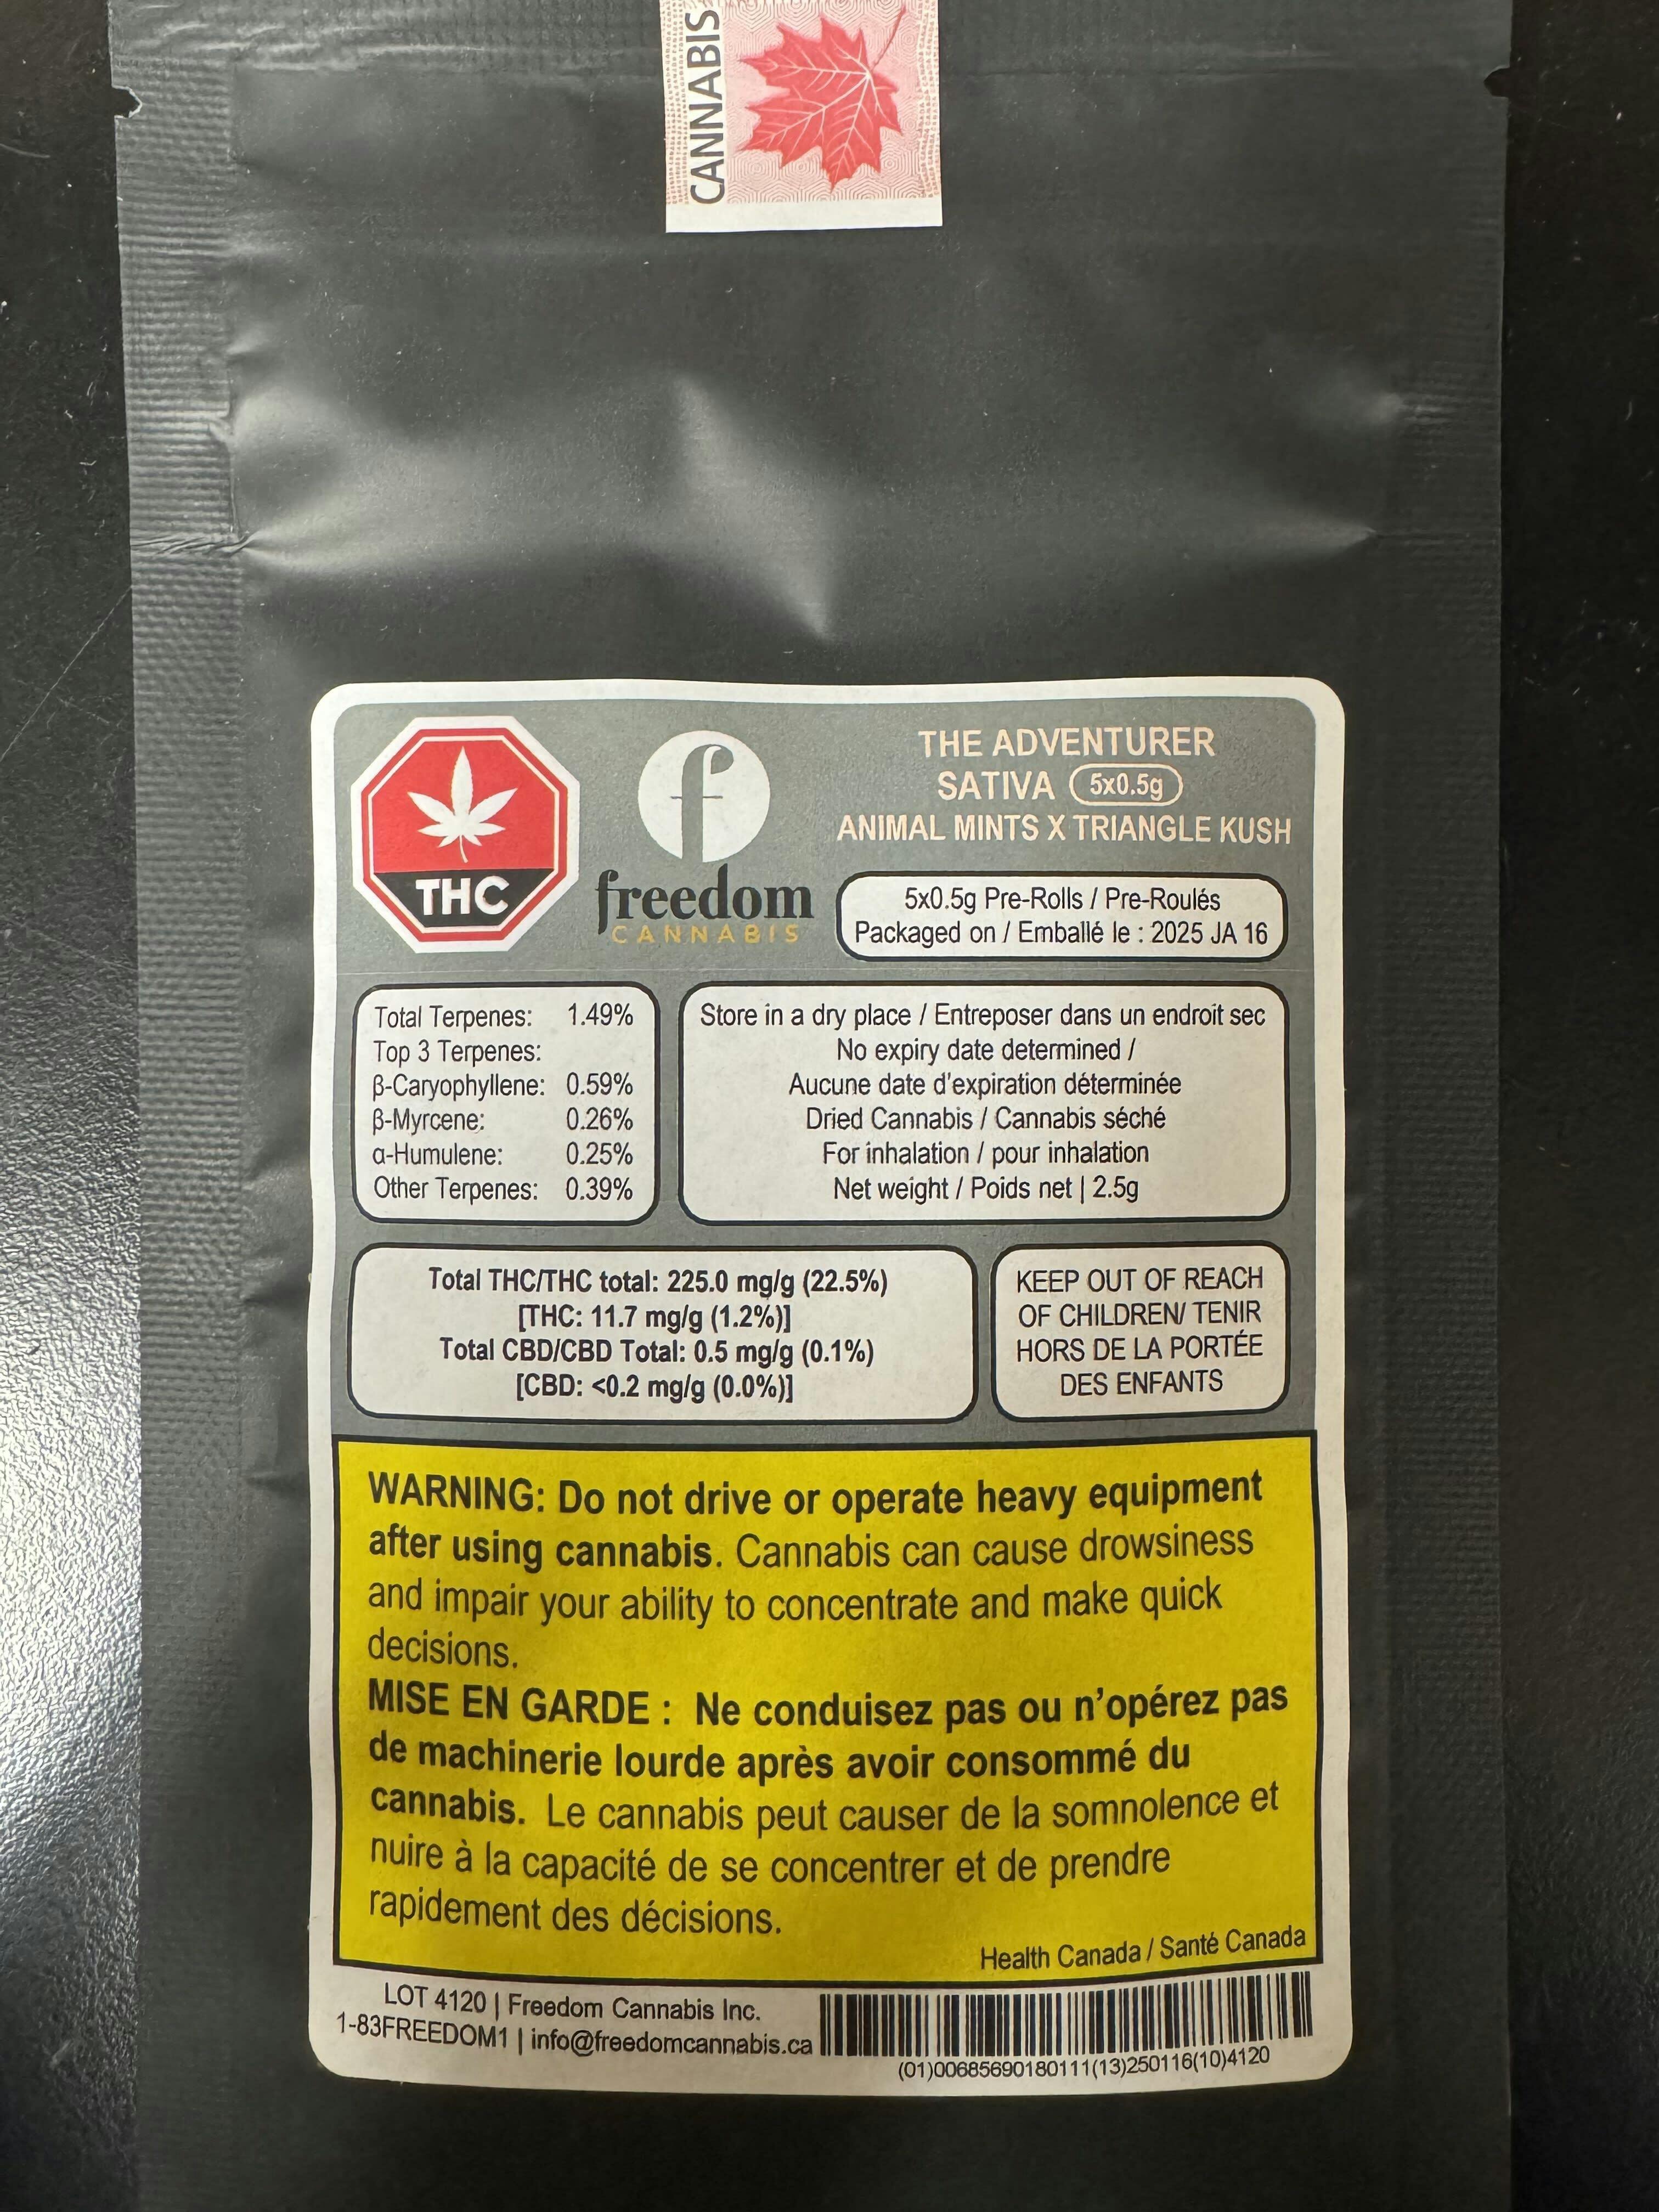 CANNABIS
THC
f
freedom
CANNABIS
THE ADVENTURER
SATIVA 5x0.5g
ANIMAL MINTS X TRIANGLE KUSH
5x0.5g Pre-Rolls / Pre-Roulés
Packaged on / Emballé le : 2025 JA 16
Total Terpenes: 1.49%
Top 3 Terpenes:
β-Caryophyllene: 0.59%
β-Myrcene: 0.26%
α-Humulene: 0.25%
Other Terpenes: 0.39%
Store in a dry place / Entreposer dans un endroit sec
No expiry date determined /
Aucune date d'expiration déterminée
Dried Cannabis / Cannabis séché
For inhalation / pour inhalation
Net weight / Poids net | 2.5g
Total THC/THC total: 225.0 mg/g (22.5%)
[THC: 11.7 mg/g (1.2%)]
Total CBD/CBD Total: 0.5 mg/g (0.1%)
[CBD: <0.2 mg/g (0.0%)]
KEEP OUT OF REACH
OF CHILDREN/ TENIR
HORS DE LA PORTÉE
DES ENFANTS
WARNING: Do not drive or operate heavy equipment
after using cannabis. Cannabis can cause drowsiness
and impair your ability to concentrate and make quick
decisions.
MISE EN GARDE : Ne conduisez pas ou n'opérez pas
de machinerie lourde après avoir consommé du
cannabis. Le cannabis peut causer de la somnolence et
nuire à la capacité de se concentrer et de prendre
rapidement des décisions.
Health Canada / Santé Canada
LOT 4120 | Freedom Cannabis Inc.
1-83FREEDOM1 | info@freedomcannabis.ca
(01)00685690180111(13)250116(10)4120